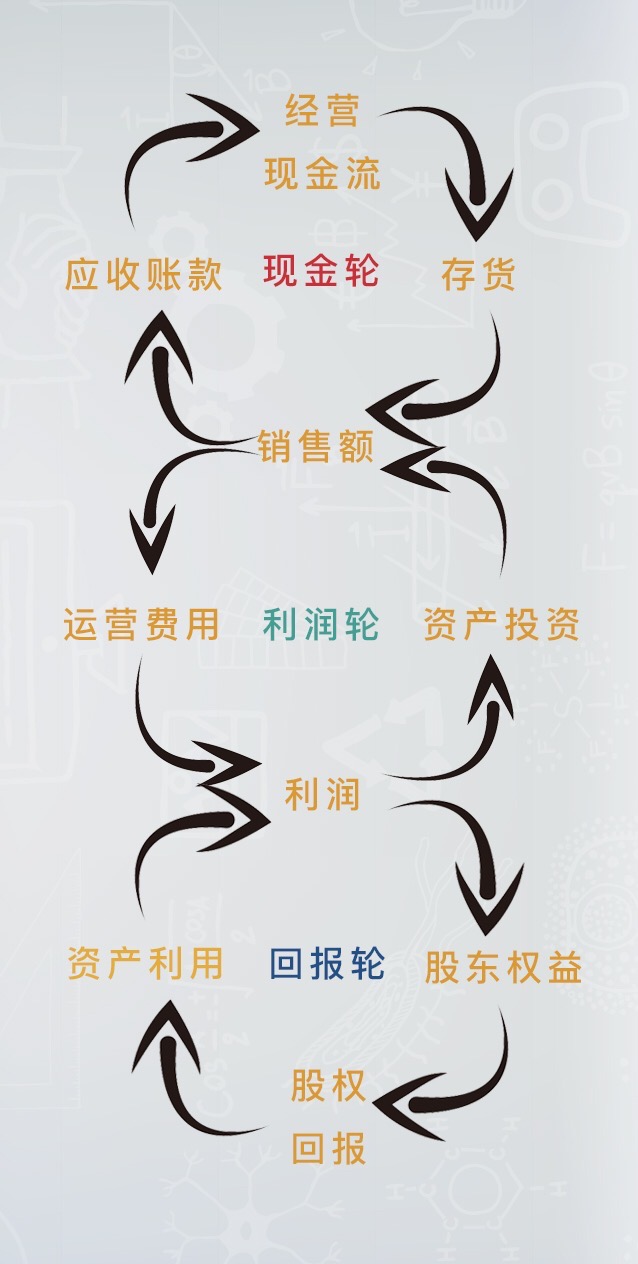 经营
现金流
应收账款 现金轮 存货
销售额
运营费用 利润轮 资产投资
利润
资产利用 回报轮 股东权益
股权
回报